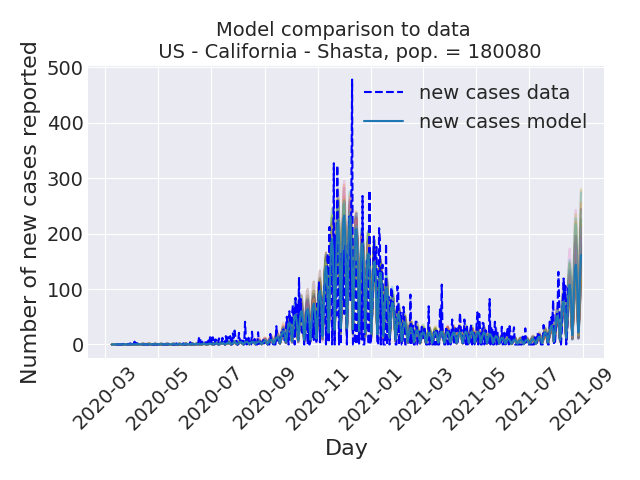 Model comparison to data
US - California - Shasta, pop. = 180080
Number of new cases reported
500
400
300
200
100
0
new cases data
new cases model
2020-03
2020-05
2020-07
2020-09
2020-11
2021-01
2021-03
2021-05
2021-07
2021-09
Day